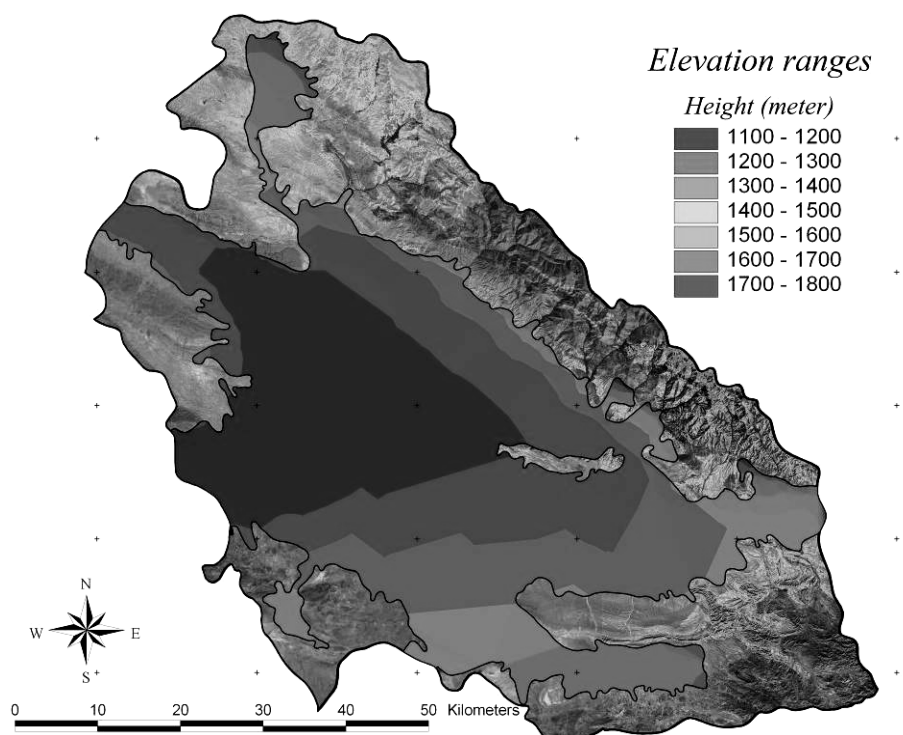 Elevation ranges
Height (meter)
1100 - 1200
1200 - 1300
1300 - 1400
1400 - 1500
1500 - 1600
1600 - 1700
1700 - 1800
N
W E
S
0 10 20 30 40 50 Kilometers